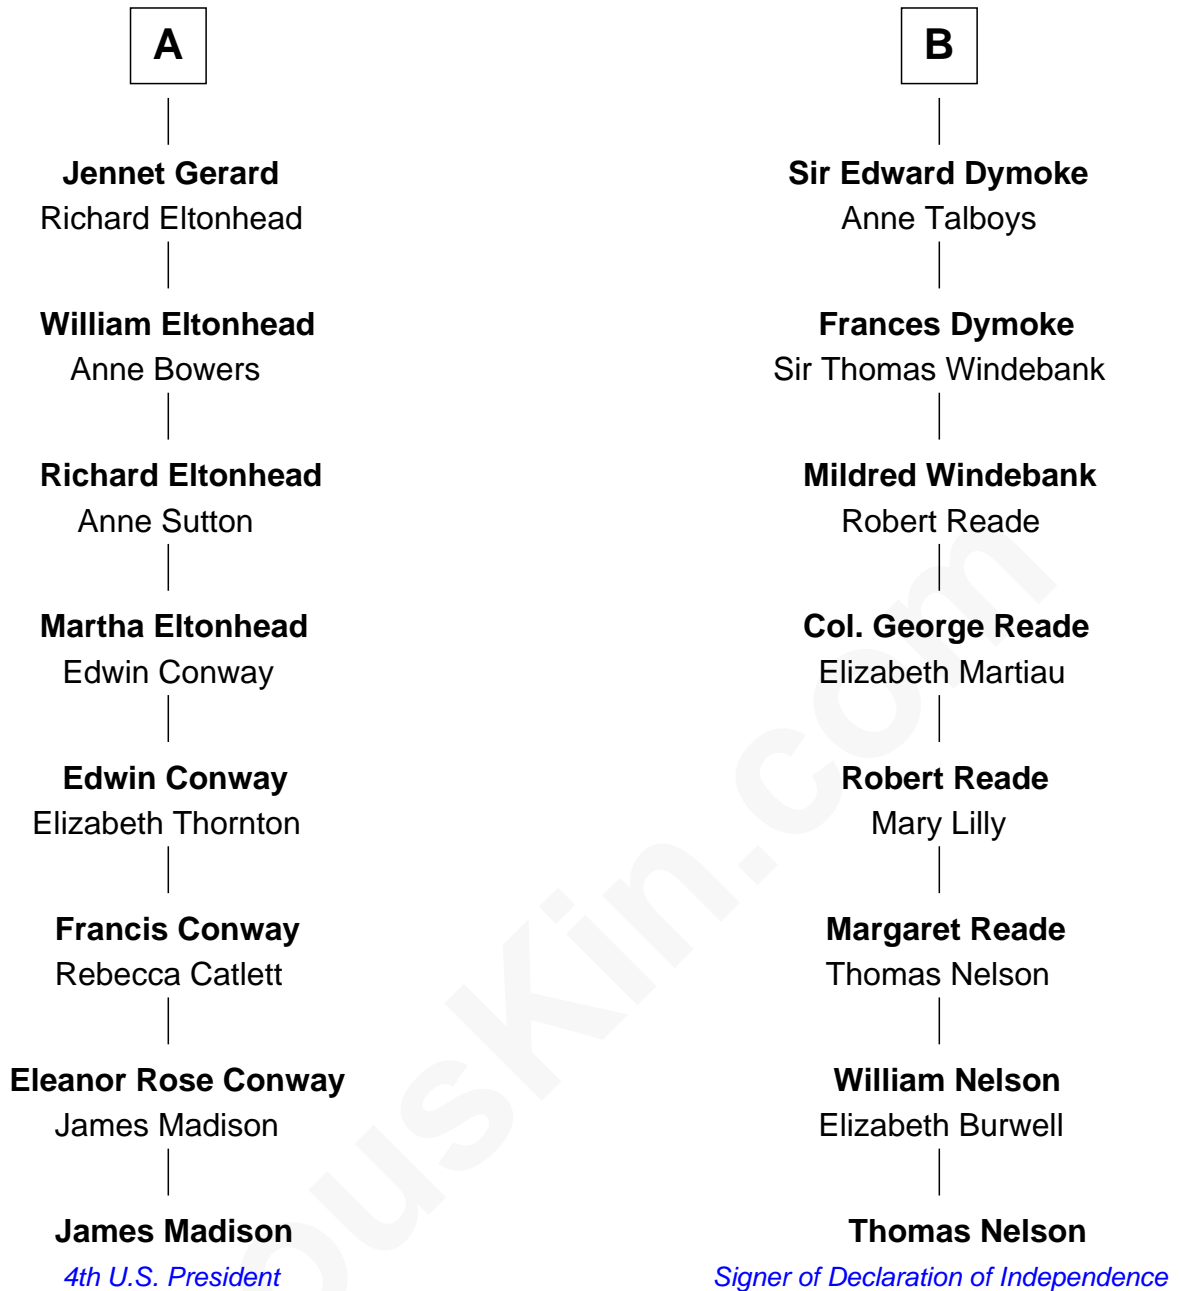 A
Jennet Gerard
Richard Eltonhead
William Eltonhead
Anne Bowers
Richard Eltonhead
Anne Sutton
Martha Eltonhead
Edwin Conway
Edwin Conway
Elizabeth Thornton
Francis Conway
Rebecca Catlett
Eleanor Rose Conway
James Madison
James Madison
4th U.S. President
B
Sir Edward Dymoke
Anne Talboys
Frances Dymoke
Sir Thomas Windebank
Mildred Windebank
Robert Reade
Col. George Reade
Elizabeth Martiau
Robert Reade
Mary Lilly
Margaret Reade
Thomas Nelson
William Nelson
Elizabeth Burwell
Thomas Nelson
Signer of Declaration of Independence
ousKin.com